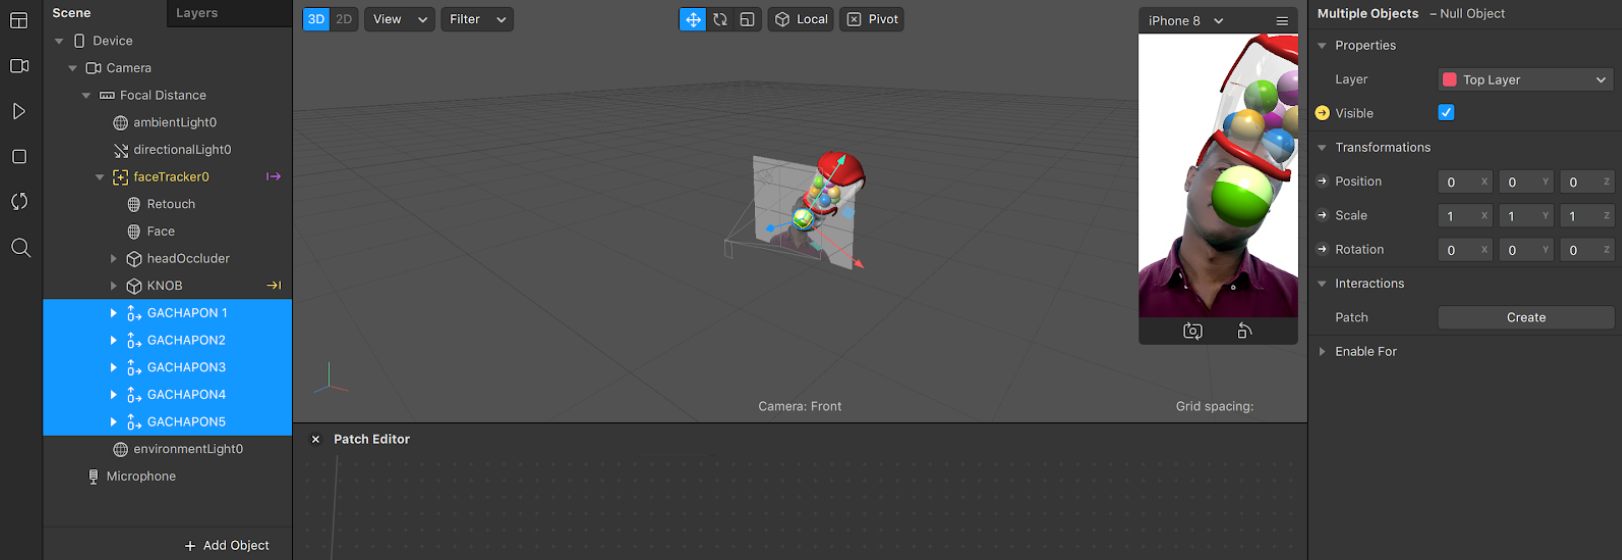 Scene
Layers
Device
Camera
Focal Distance
ambientLight0
directionalLight0
faceTracker0
Retouch
Face
headOccluder
KNOB
GACHAPON 1
GACHAPON2
GACHAPON3
GACHAPON4
GACHAPON5
environmentLight0
Microphone
+ Add Object
3D 2D View Filter Local Pivot
iPhone 8
Camera: Front
Grid spacing:
Patch Editor
Multiple Objects – Null Object
Properties
Layer Top Layer
Visible
Transformations
Position 0 X 0 Y 0 Z
Scale 1 X 1 Y 1 Z
Rotation 0 X 0 Y 0 Z
Interactions
Patch Create
Enable For